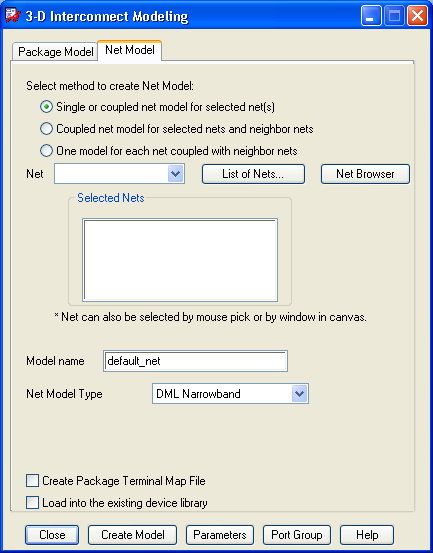 3-D Interconnect Modeling
Package Model
Net Model
Select method to create Net Model:
Single or coupled net model for selected net(s)
Coupled net model for selected nets and neighbor nets
One model for each net coupled with neighbor nets
Net
List of Nets...
Net Browser
Selected Nets
* Net can also be selected by mouse pick or by window in canvas.
Model name
default_net
Net Model Type
DML Narrowband
Create Package Terminal Map File
Load into the existing device library
Close
Create Model
Parameters
Port Group
Help